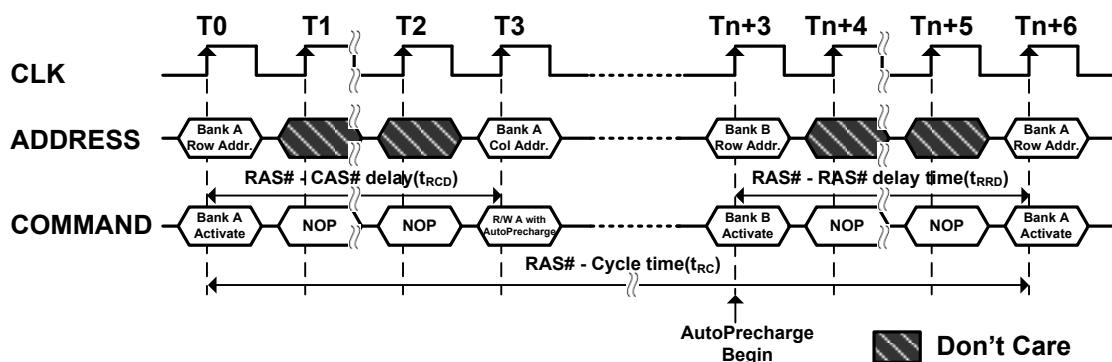 T0 T1 T2 T3 Tn+3 Tn+4 Tn+5 Tn+6
CLK
ADDRESS
Bank A
Row Addr.
Bank A
Col Addr.
Bank B
Row Addr.
Bank A
Row Addr.
RAS# - CAS# delay(tRCD)
RAS# - RAS# delay time(tRRD)
COMMAND
Bank A
Activate
NOP
NOP
R/W A with
AutoPrecharge
Bank B
Activate
NOP
NOP
Bank A
Activate
RAS# - Cycle time(tRC)
AutoPrecharge
Begin
Don't Care